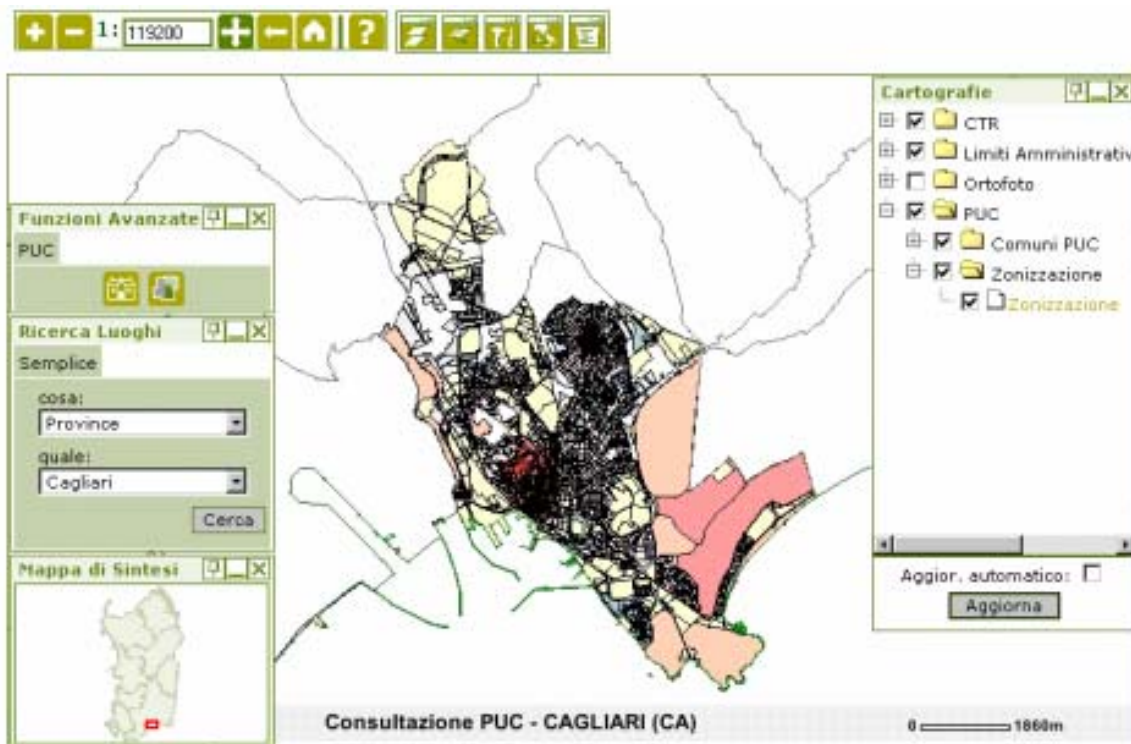 1: 119200
?
Cartografie
CTR
Limiti Amministrativ
Ortofoto
PUC
Comuni PUC
Zonizzazione
Zonizzazione
Aggior. automatico:
Aggiorna
Funzioni Avanzate
PUC
Ricerca Luoghi
Semplice
cosa:
Province
quale:
Cagliari
Cerca
Mappa di Sintesi
Consultazione PUC - CAGLIARI (CA)
0 1860m